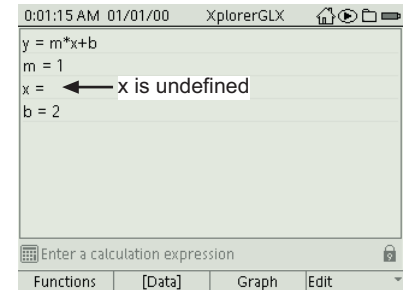 0:01:15 AM 01/01/00 XplorerGLX
y = m*x+b
m = 1
x = x is undefined
b = 2
Enter a calculation expression
Functions [Data] Graph Edit